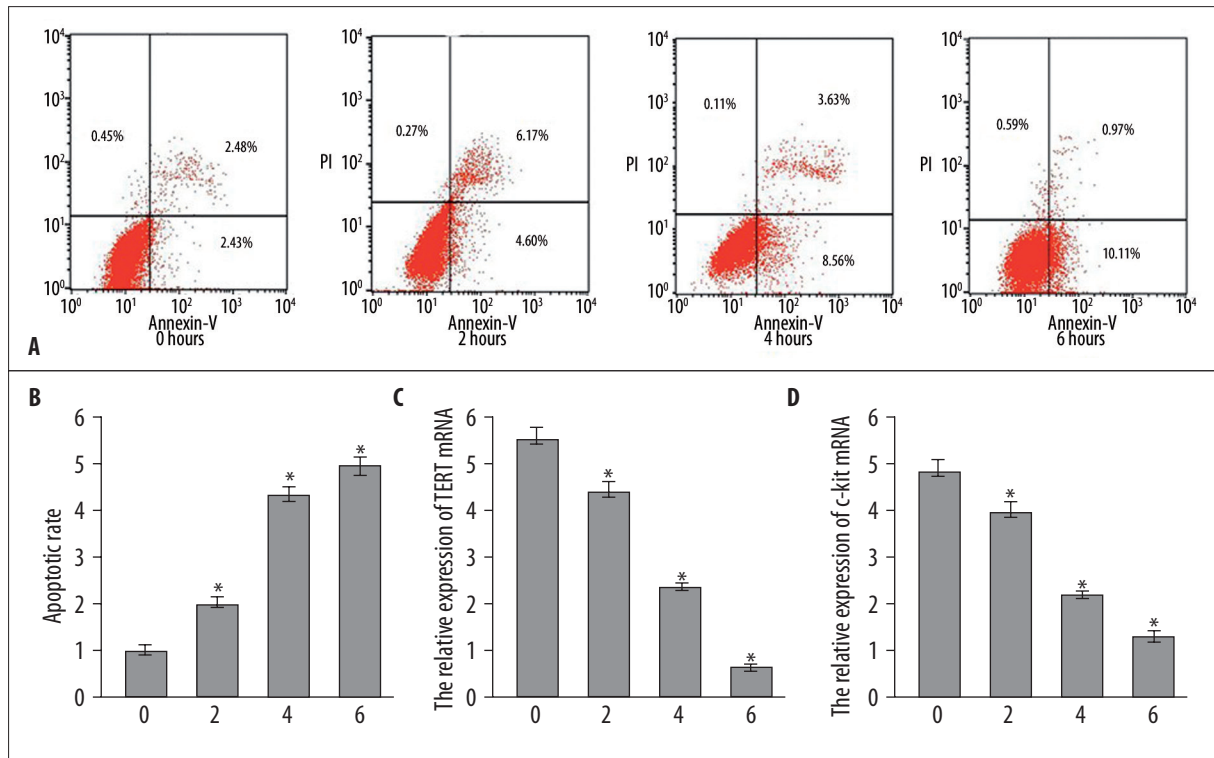 10⁴
10³
10²
10¹
10⁰
0.45%
2.48%
2.43%
10⁰ 10¹ 10² 10³ 10⁴
Annexin-V
0 hours
PI
10⁴
10³
10²
10¹
10⁰
0.27%
6.17%
4.60%
10⁰ 10¹ 10² 10³ 10⁴
Annexin-V
2 hours
PI
10⁴
10³
10²
10¹
10⁰
0.11%
3.63%
8.56%
10⁰ 10¹ 10² 10³ 10⁴
Annexin-V
4 hours
PI
10⁴
10³
10²
10¹
10⁰
0.59%
0.97%
10.11%
10⁰ 10¹ 10² 10³ 10⁴
Annexin-V
6 hours
A
B
Apoptotic rate
6
5
4
3
2
1
0
*
*
*
0 2 4 6
C
The relative expression of TERT mRNA
6
5
4
3
2
1
0
*
*
*
0 2 4 6
D
The relative expression of c-kit mRNA
6
5
4
3
2
1
0
*
*
*
0 2 4 6